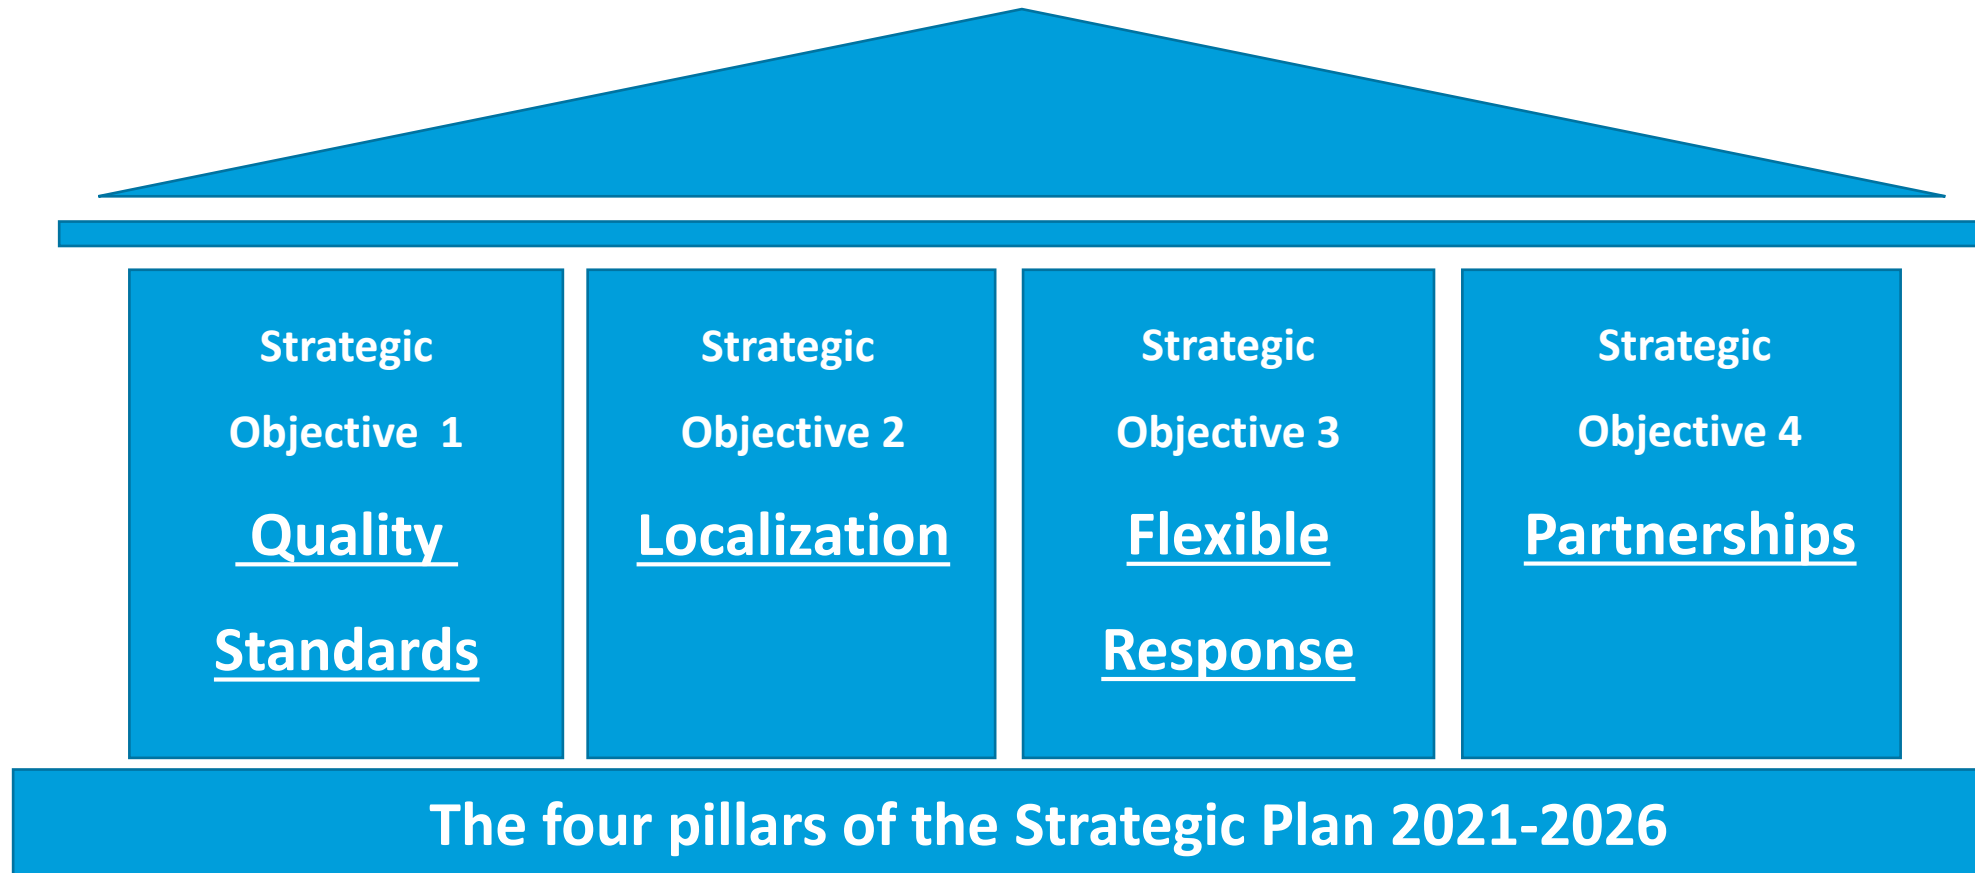 Strategic
Objective  1
Quality
Standards
Strategic
Objective 2
Localization
Strategic
Objective 3
Flexible
Response
Strategic
Objective 4
Partnerships
The four pillars of the Strategic Plan 2021-2026